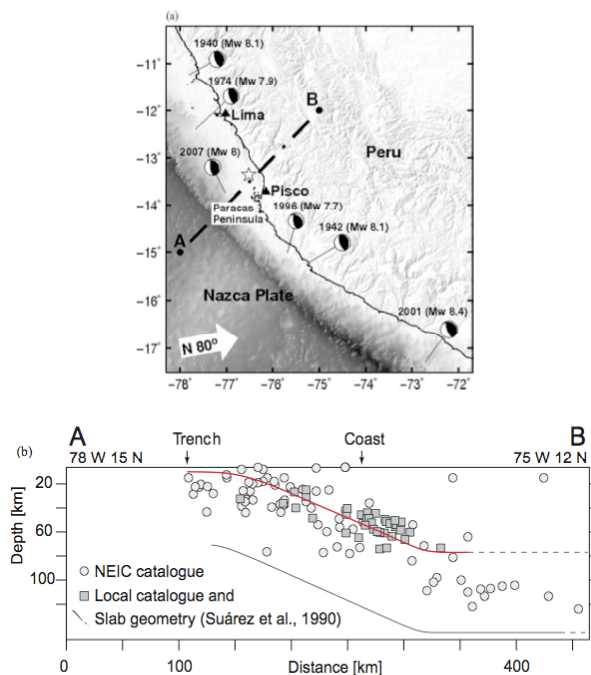 (a)
1940 (Mw 8.1)
-11°
1974 (Mw 7.9)
B
-12°
Lima
Peru
2007 (Mw 8)
-13°
Pisco
Paracas
Peninsula
1996 (Mw 7.7)
-14°
1942 (Mw 8.1)
A
-15°
Nazca Plate
-16°
2001 (Mw 8.4)
N 80°
-17°
-78° -77° -76° -75° -74° -73° -72°
(b)
A Trench Coast B
78 W 15 N 75 W 12 N
20
60
100
Depth [km]
NEIC catalogue
Local catalogue and
Slab geometry (Suárez et al., 1990)
0 100 Distance [km] 400